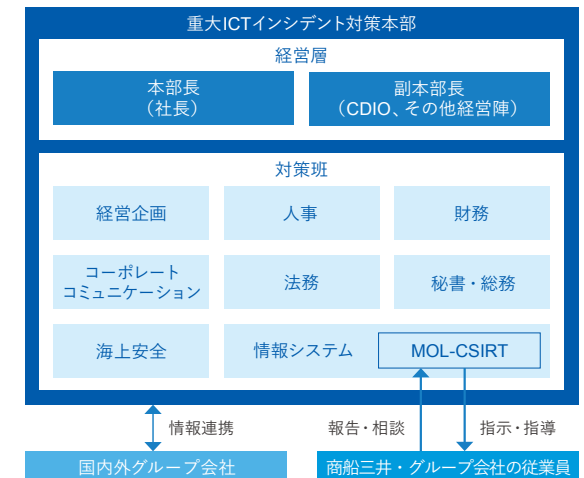 重大ICTインシデント対策本部
経営層
本部長
（社長）
副本部長
（CDIO、その他経営陣）
対策班
経営企画
人事
財務
コーポレート
コミュニケーション
法務
秘書・総務
海上安全
情報システム
MOL-CSIRT
情報連携
報告・相談
指示・指導
国内外グループ会社
商船三井・グループ会社の従業員